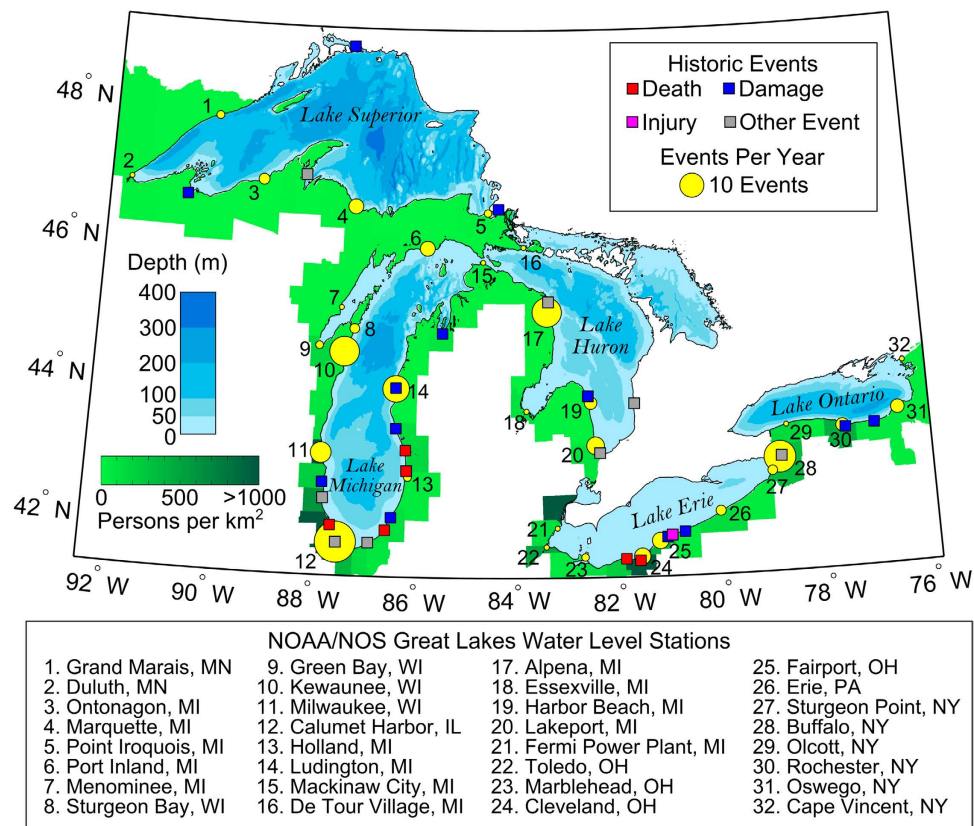 48° N
46° N
44° N
42° N
92° W
90° W
88° W
86° W
84° W
82° W
80° W
78° W
76° W
Historic Events
Death
Damage
Injury
Other Event
Events Per Year
10 Events
Depth (m)
400
300
200
100
50
0
0
500
>1000
Persons per km²
Lake Superior
Lake Michigan
Lake Huron
Lake Erie
Lake Ontario
1
2
3
4
5
6
7
8
9
10
11
12
13
14
15
16
17
18
19
20
21
22
23
24
25
26
27
28
29
30
31
32
NOAA/NOS Great Lakes Water Level Stations
1. Grand Marais, MN
2. Duluth, MN
3. Ontonagon, MI
4. Marquette, MI
5. Point Iroquois, MI
6. Port Inland, MI
7. Menominee, MI
8. Sturgeon Bay, WI
9. Green Bay, WI
10. Kewaunee, WI
11. Milwaukee, WI
12. Calumet Harbor, IL
13. Holland, MI
14. Ludington, MI
15. Mackinaw City, MI
16. De Tour Village, MI
17. Alpena, MI
18. Essexville, MI
19. Harbor Beach, MI
20. Lakeport, MI
21. Fermi Power Plant, MI
22. Toledo, OH
23. Marblehead, OH
24. Cleveland, OH
25. Fairport, OH
26. Erie, PA
27. Sturgeon Point, NY
28. Buffalo, NY
29. Olcott, NY
30. Rochester, NY
31. Oswego, NY
32. Cape Vincent, NY